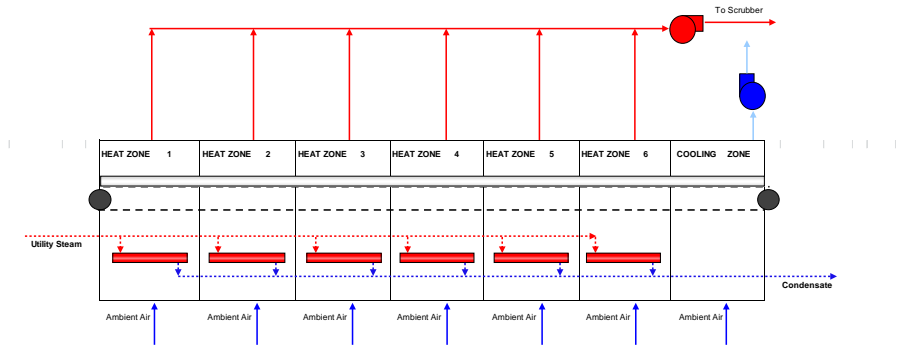 To Scrubber
HEAT ZONE 1
HEAT ZONE 2
HEAT ZONE 3
HEAT ZONE 4
HEAT ZONE 5
HEAT ZONE 6
COOLING ZONE
Utility Steam
Condensate
Ambient Air
Ambient Air
Ambient Air
Ambient Air
Ambient Air
Ambient Air
Ambient Air